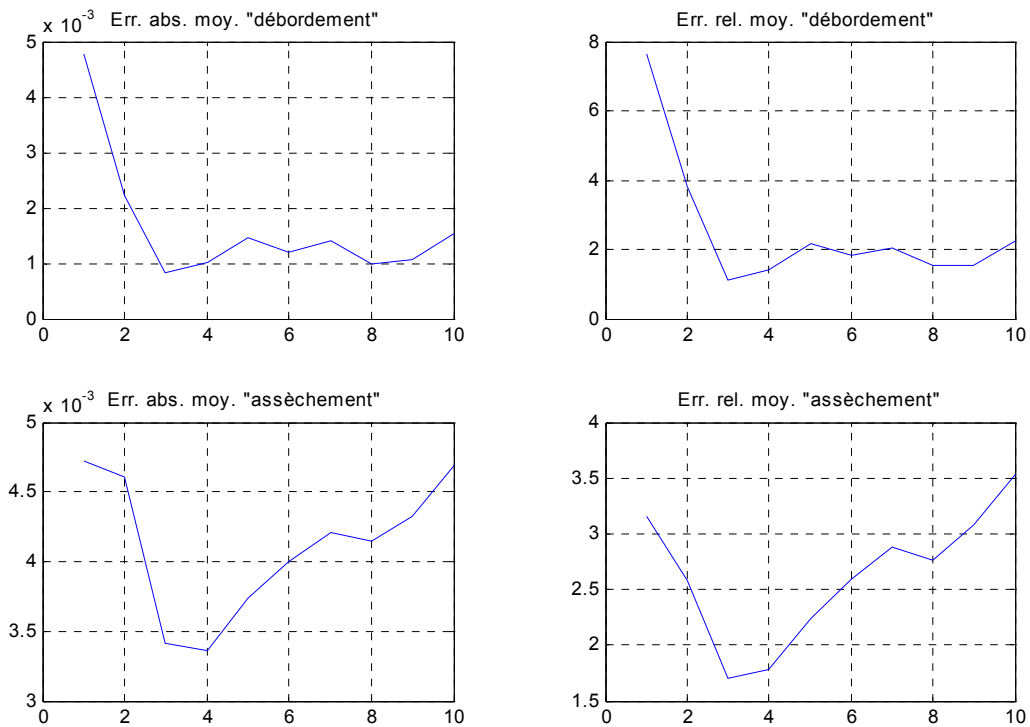 x 10-3 Err. abs. moy. "débordement"
5
4
3
2
1
0
0 2 4 6 8 10
Err. rel. moy. "débordement"
8
6
4
2
0
0 2 4 6 8 10
x 10-3 Err. abs. moy. "assèchement"
5
4.5
4
3.5
3
0 2 4 6 8 10
Err. rel. moy. "assèchement"
4
3.5
3
2.5
2
1.5
0 2 4 6 8 10